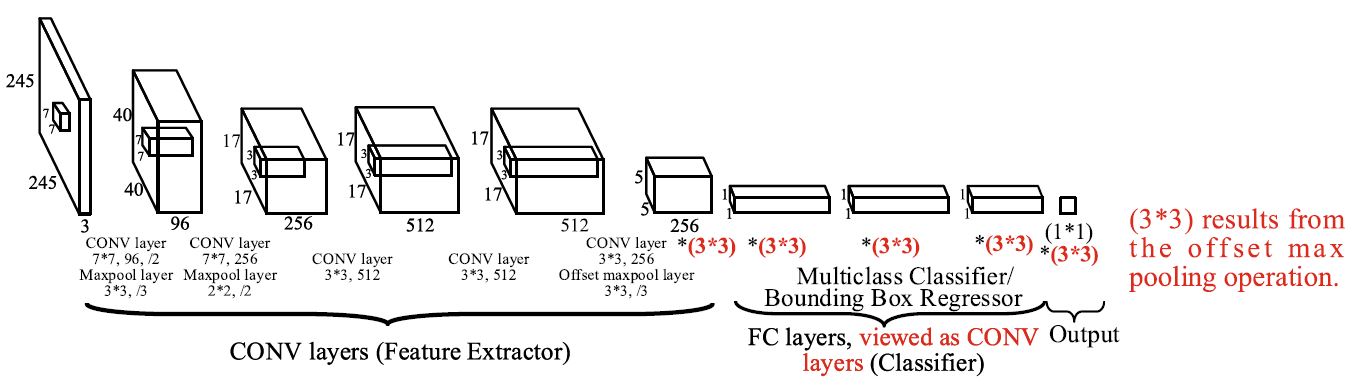 245
245
3
7
7
40
40
96
7
7
17
17
256
3
3
17
17
512
3
3
17
17
512
3
3
5
5
256
1
1
1
1
1
1
CONV layer
7*7, 96, /2
Maxpool layer
3*3, /3
CONV layer
7*7, 256
Maxpool layer
2*2, /2
CONV layer
3*3, 512
CONV layer
3*3, 512
CONV layer
3*3, 256
Offset maxpool layer
3*3, /3
*(3*3)
*(3*3)
*(3*3)
*(3*3)
(1*1)
*(3*3)
(3*3) results from
the offset max
pooling operation.
Multiclass Classifier/
Bounding Box Regressor
CONV layers (Feature Extractor)
FC layers, viewed as CONV
layers (Classifier)
Output